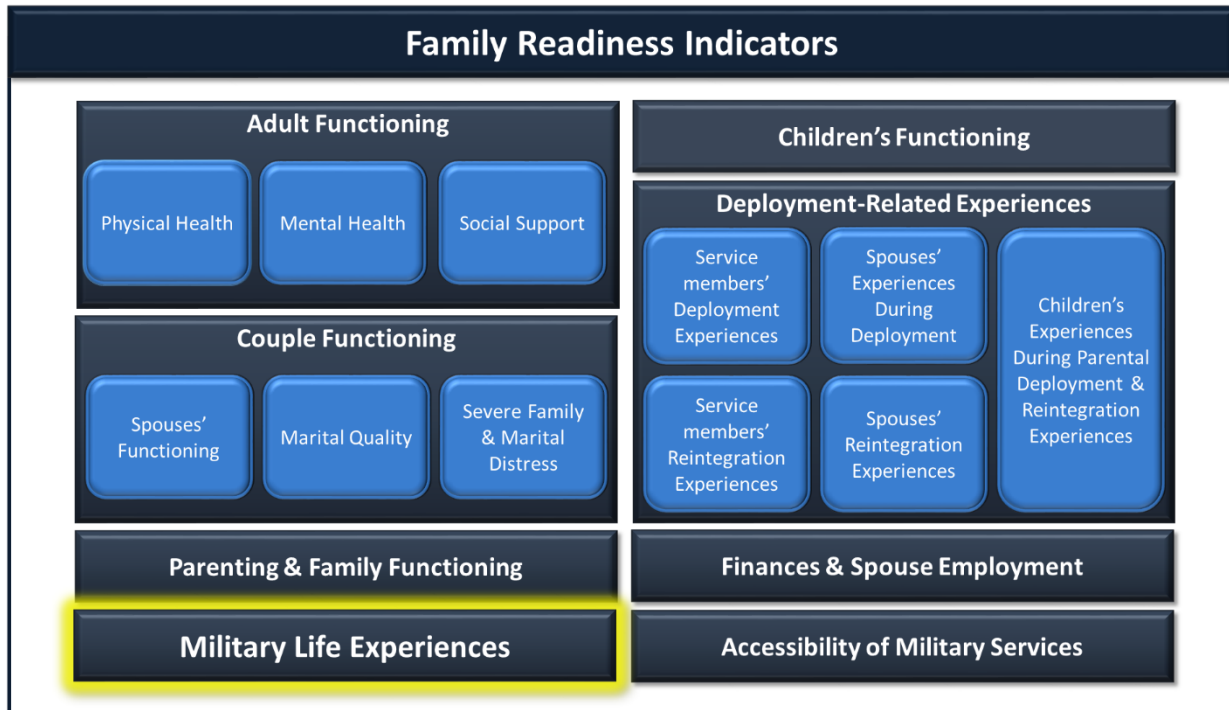 Family Readiness Indicators
Adult Functioning
Physical Health
Mental Health
Social Support
Couple Functioning
Spouses’
Functioning
Marital Quality
Severe Family
& Marital
Distress
Parenting & Family Functioning
Military Life Experiences
Children’s Functioning
Deployment-Related Experiences
Service
members’
Deployment
Experiences
Spouses’
Experiences
During
Deployment
Children’s
Experiences
During Parental
Deployment &
Reintegration
Experiences
Service
members’
Reintegration
Experiences
Spouses’
Reintegration
Experiences
Finances & Spouse Employment
Accessibility of Military Services